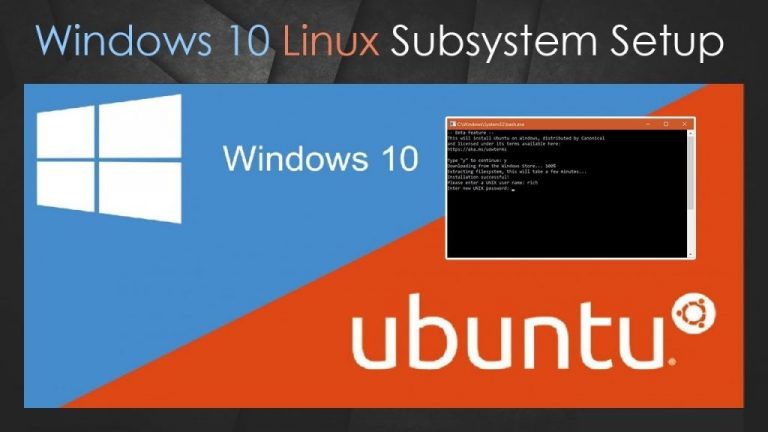 Windows 10 Linux Subsystem Setup
Windows 10
C:\Windows\System32\bash.exe
-- Beta feature --
This will install Ubuntu on Windows, distributed by Canonical
and licensed under its terms available here:
https://aka.ms/uowterms
Type "y" to continue: y
Downloading from the Windows Store... 100%
Extracting filesystem, this will take a few minutes...
Installation successful!
Please enter a UNIX user name: rich
Enter new UNIX password:
ubuntu